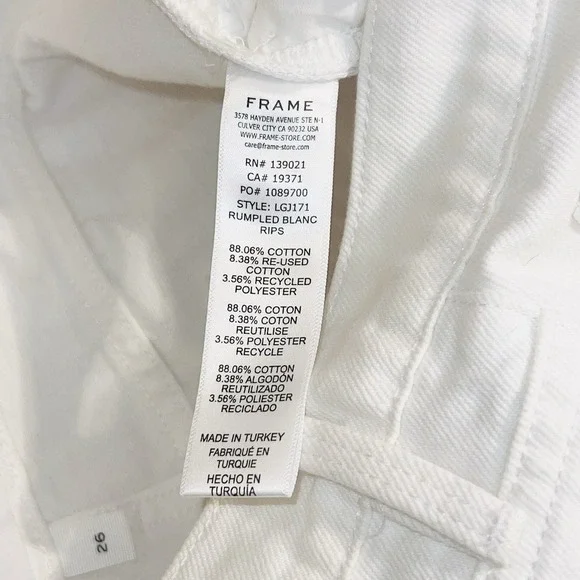 FRAME
3578 HAYDEN AVENUE STE N-1
CULVER CITY CA 90232 USA
WWW.FRAME-STORE.COM
care@frame-store.com
RN# 139021
CA# 19371
PO# 1089700
STYLE: LGJ171
RUMPLED BLANC
RIPS
88.06% COTTON
8.38% RE-USED
COTTON
3.56% RECYCLED
POLYESTER
88.06% COTON
8.38% COTON
REUTILISE
3.56% POLYESTER
RECYCLE
88.06% COTTON
8.38% ALGODÓN
REUTILIZADO
3.56% POLIESTER
RECICLADO
MADE IN TURKEY
FABRIQUÉ EN
TURQUIE
HECHO EN
TURQUÍA
26